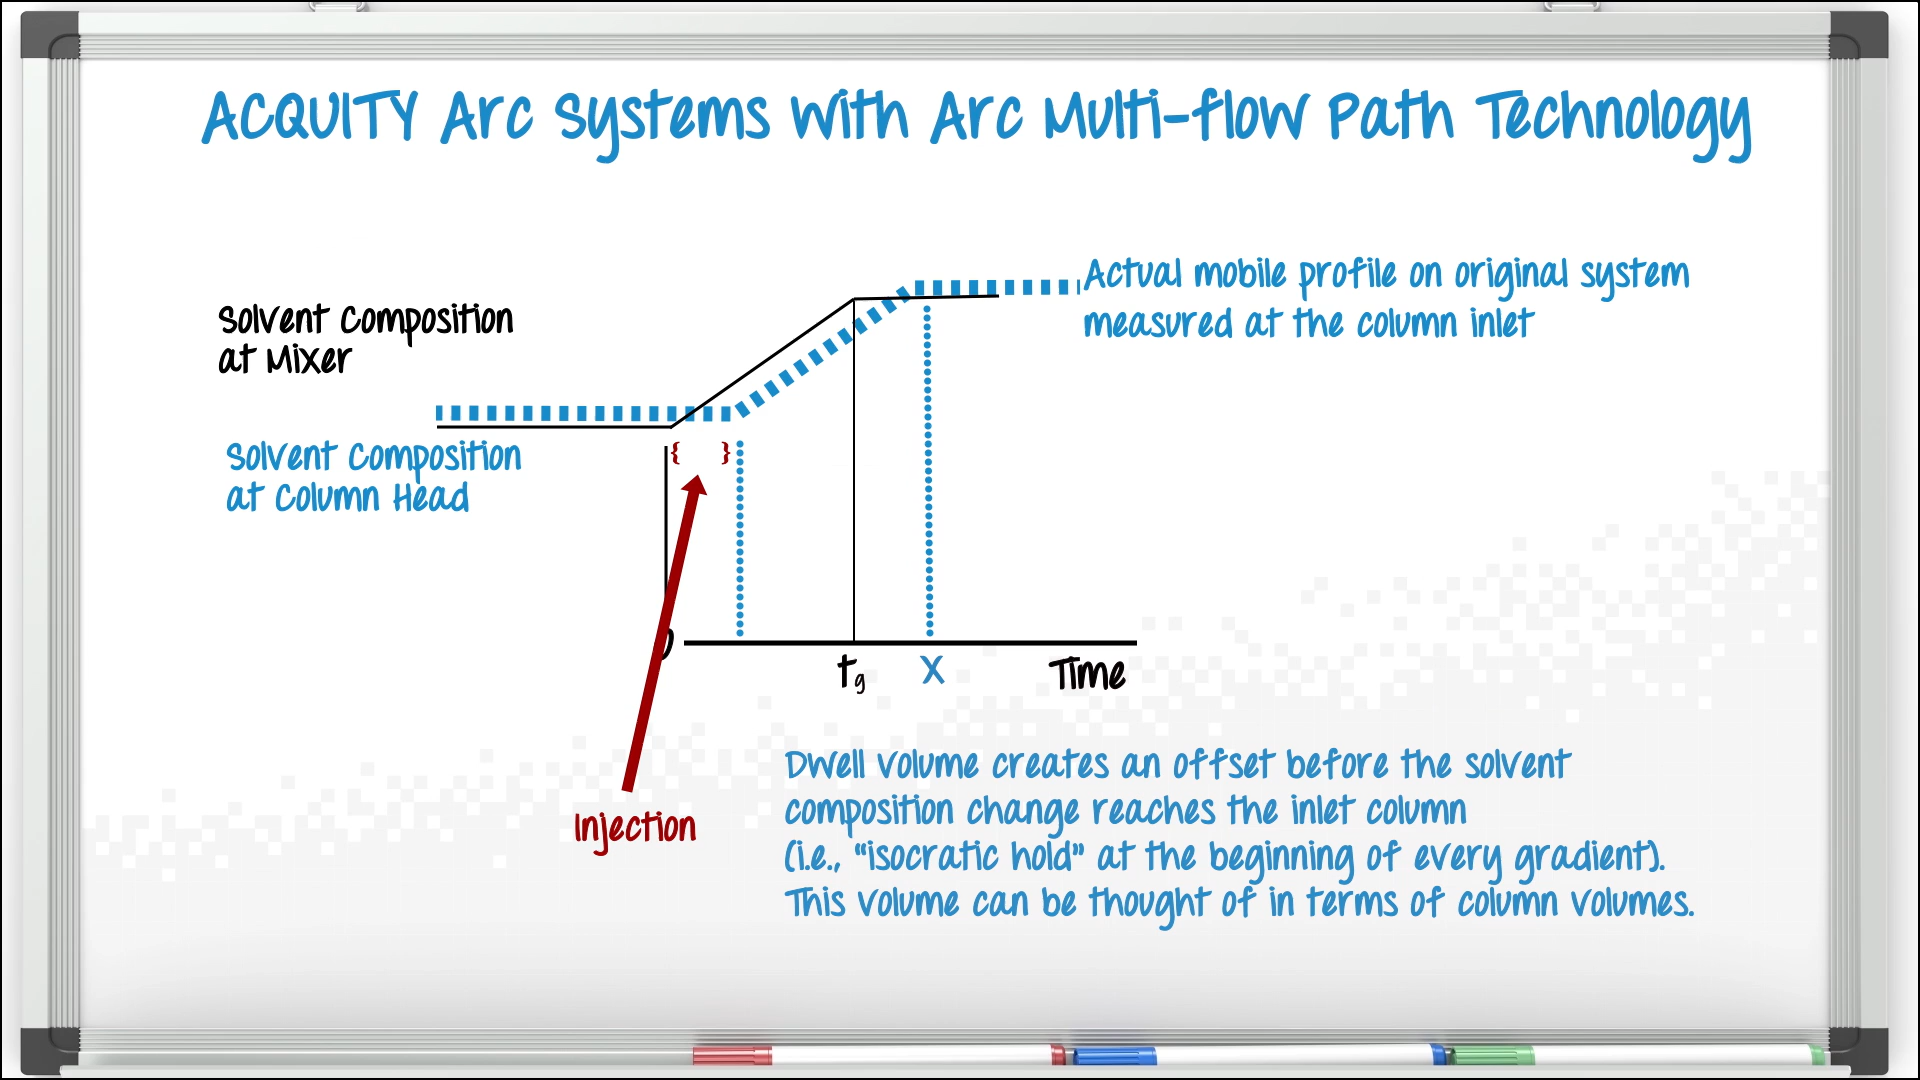 ACQUITY Arc Systems with Arc Multi-flow Path Technology
Actual mobile profile on original system
measured at the column inlet
Solvent Composition
at Mixer
Solvent Composition
at Column Head
{ }
tg
X
Time
Injection
Dwell volume creates an offset before the solvent
composition change reaches the inlet column
(i.e., “isocratic hold” at the beginning of every gradient).
This volume can be thought of in terms of column volumes.